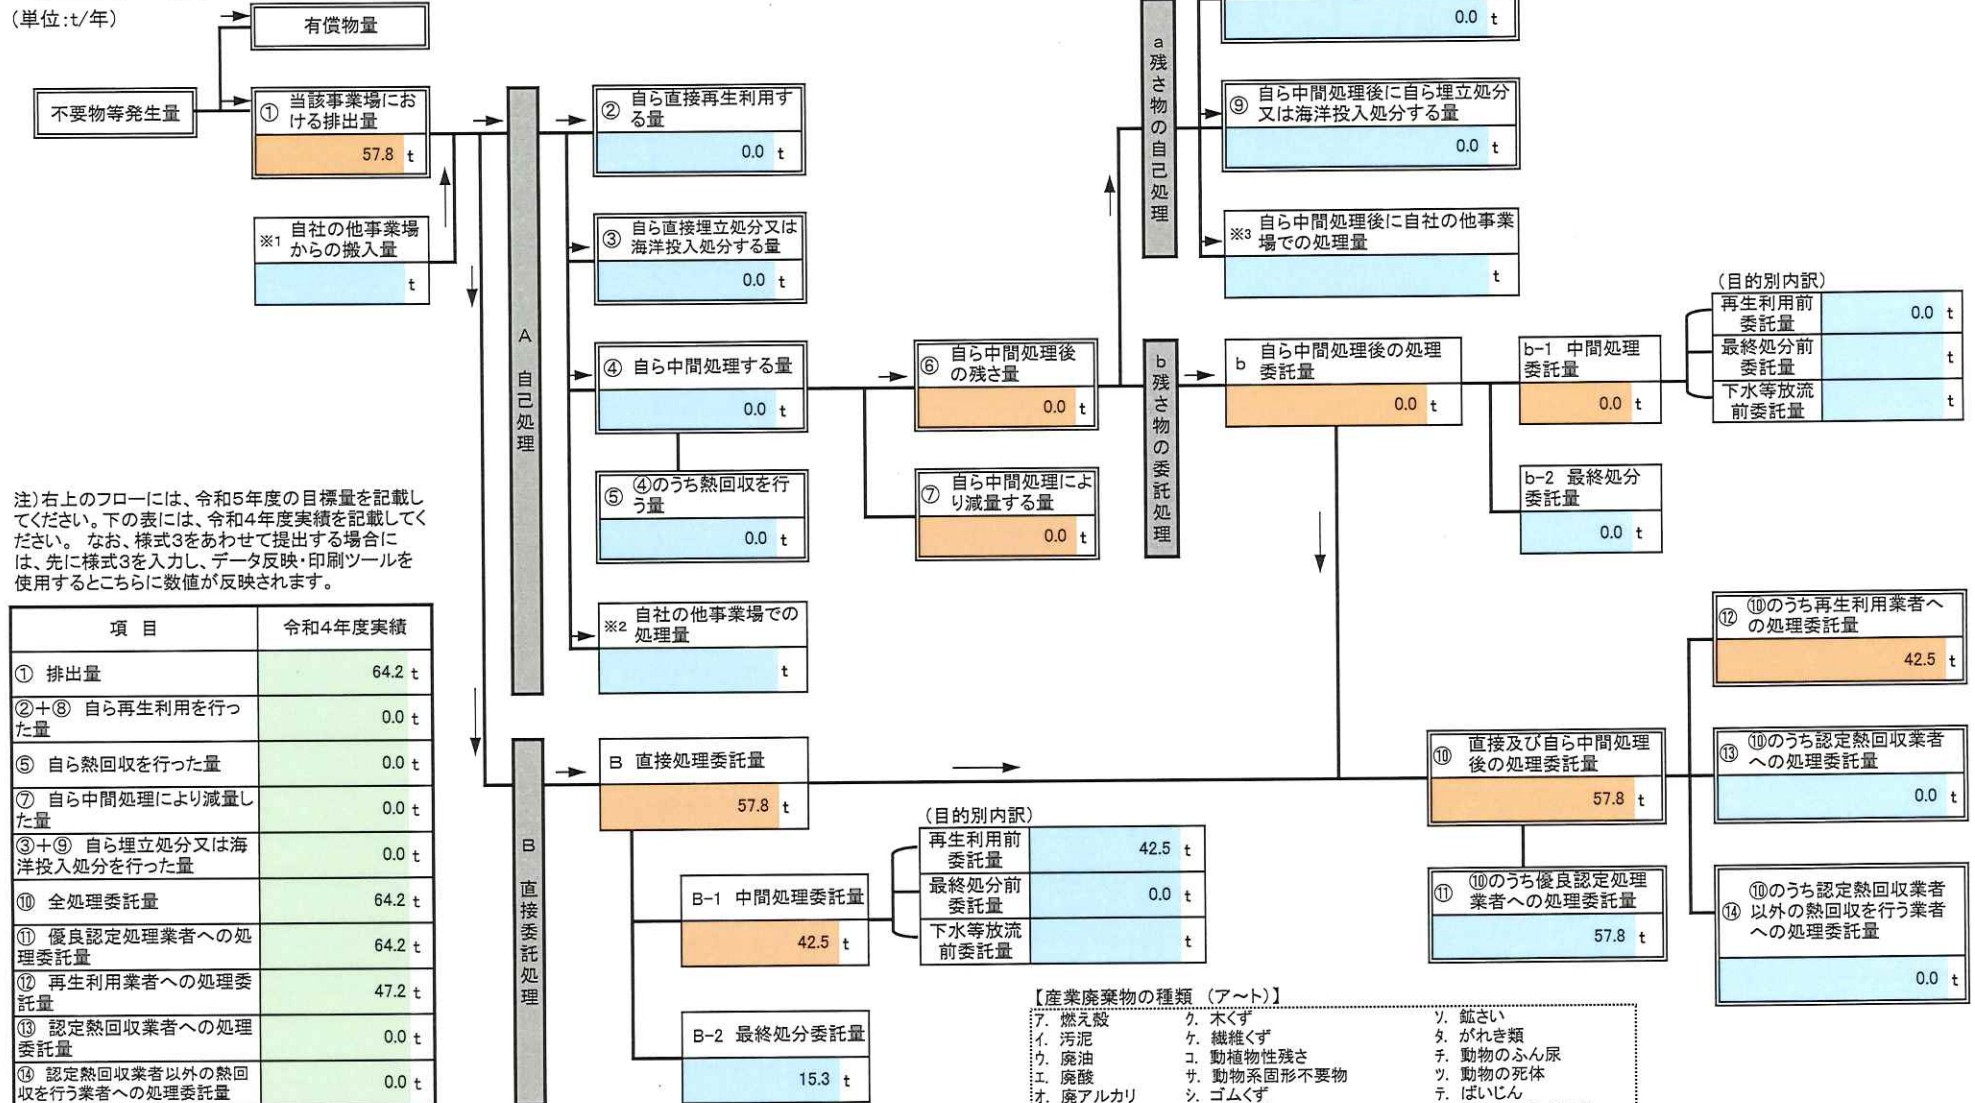 (単位:t/年)
有償物量
不要物等発生量
① 当該事業場にお
ける排出量
57.8 t
※1 自社の他事業場
からの搬入量
t
A 自己処理
② 自ら直接再生利用す
る量
0.0 t
③ 自ら直接埋立処分又は
海洋投入処分する量
0.0 t
④ 自ら中間処理する量
0.0 t
⑤ ④のうち熱回収を行
う量
0.0 t
※2 自社の他事業場での
処理量
t
⑥ 自ら中間処理後
の残さ量
0.0 t
⑦ 自ら中間処理によ
り減量する量
0.0 t
a 残さ物の自己処理
0.0 t
⑨ 自ら中間処理後に自ら埋立処分
又は海洋投入処分する量
0.0 t
※3 自ら中間処理後に自社の他事業
場での処理量
t
b 残さ物の委託処理
b 自ら中間処理後の処理
委託量
0.0 t
b-1 中間処理
委託量
0.0 t
b-2 最終処分
委託量
0.0 t
(目的別内訳)
再生利用前
委託量
0.0 t
最終処分前
委託量
t
下水等放流
前委託量
t
注)右上のフローには、令和5年度の目標量を記載し
てください。下の表には、令和4年度実績を記載してく
ださい。 なお、様式3をあわせて提出する場合に
は、先に様式3を入力し、データ反映・印刷ツールを
使用するとこちらに数値が反映されます。
項 目 令和4年度実績
① 排出量 64.2 t
②+⑧ 自ら再生利用を行っ
た量
0.0 t
⑤ 自ら熱回収を行った量 0.0 t
⑦ 自ら中間処理により減量し
た量
0.0 t
③+⑨ 自ら埋立処分又は海
洋投入処分を行った量
0.0 t
⑩ 全処理委託量 64.2 t
⑪ 優良認定処理業者への処
理委託量
64.2 t
⑫ 再生利用業者への処理委
託量
47.2 t
⑬ 認定熱回収業者への処理
委託量
0.0 t
⑭ 認定熱回収業者以外の熱回
収を行う業者への処理委託量
0.0 t
B 直接委託処理
B 直接処理委託量
57.8 t
B-1 中間処理委託量
42.5 t
B-2 最終処分委託量
15.3 t
(目的別内訳)
再生利用前
委託量
42.5 t
最終処分前
委託量
0.0 t
下水等放流
前委託量
t
⑩ 直接及び自ら中間処理
後の処理委託量
57.8 t
⑪ ⑩のうち優良認定処理
業者への処理委託量
57.8 t
⑫ ⑩のうち再生利用業者へ
の処理委託量
42.5 t
⑬ ⑩のうち認定熱回収業者
への処理委託量
0.0 t
⑭ ⑩のうち認定熱回収業者
以外の熱回収を行う業者
への処理委託量
0.0 t
【産業廃棄物の種類 (ア~ト)】
ア. 燃え殻 ク. 木くず ソ. 鉱さい
イ. 汚泥 ケ. 繊維くず タ. がれき類
ウ. 廃油 コ. 動植物性残さ チ. 動物のふん尿
エ. 廃酸 サ. 動物系固形不要物 ツ. 動物の死体
オ. 廃アルカリ シ. ゴムくず テ. ばいじん